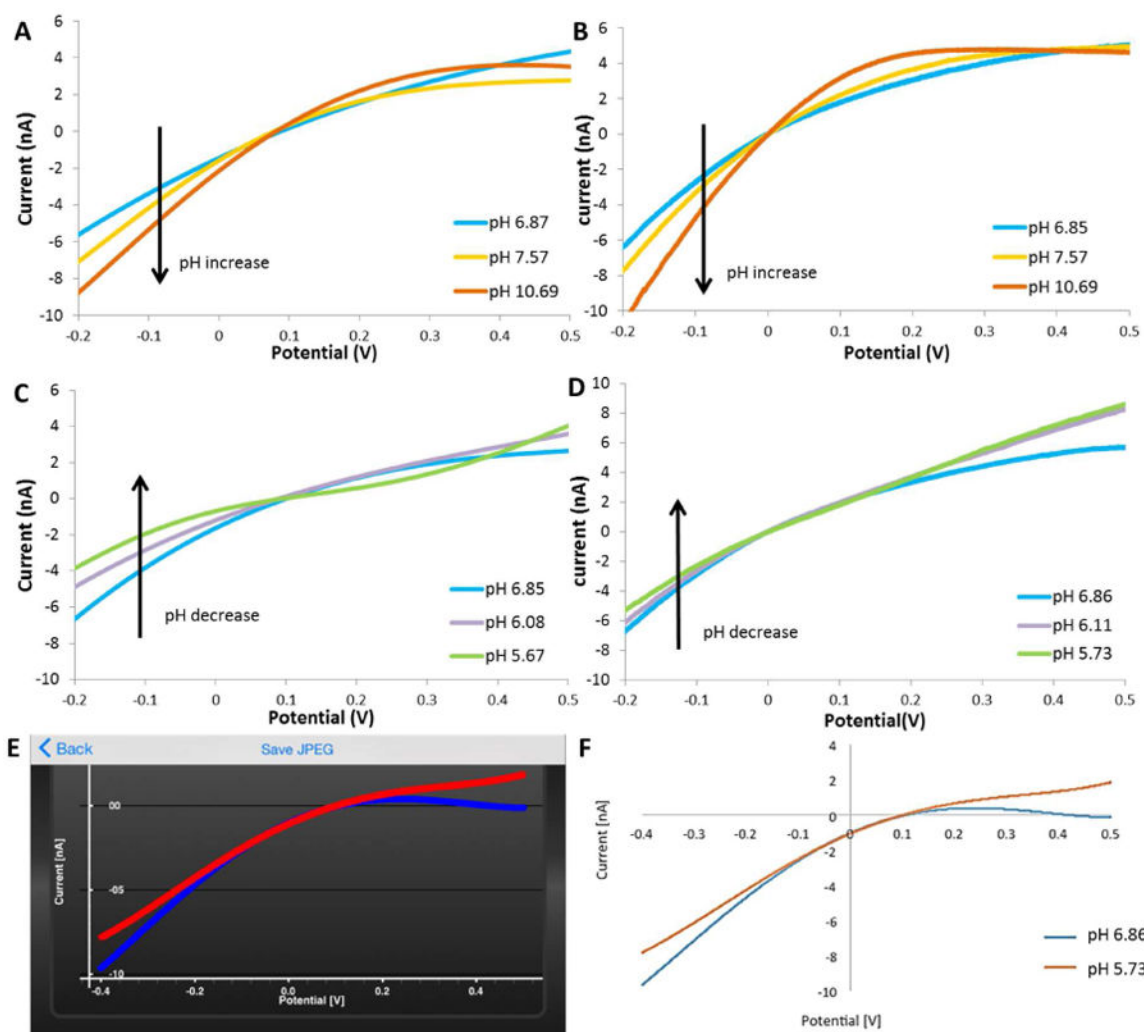 A
6
4
2
0
-2
-4
-6
-8
-10
Current (nA)
pH increase
pH 6.87
pH 7.57
pH 10.69
-0.2 -0.1 0 0.1 0.2 0.3 0.4 0.5
Potential (V)
B
8
6
4
2
0
-2
-4
-6
-8
-10
Current (nA)
pH increase
pH 6.85
pH 7.57
pH 10.69
-0.2 -0.1 0 0.1 0.2 0.3 0.4 0.5
Potential (V)
C
6
4
2
0
-2
-4
-6
-8
-10
Current (nA)
pH decrease
pH 6.85
pH 6.08
pH 5.67
-0.2 -0.1 0 0.1 0.2 0.3 0.4 0.5
Potential (V)
D
10
8
6
4
2
0
-2
-4
-6
-8
-10
current (nA)
pH decrease
pH 6.86
pH 6.11
pH 5.73
-0.2 -0.1 0 0.1 0.2 0.3 0.4 0.5
Potential(V)
E
Back Save JPEG
00
-05
-10
Current [nA]
-0.4 -0.2 0.0 0.2 0.4
Potential [V]
F
4
2
0
-2
-4
-6
-8
-10
Current [nA]
-0.4 -0.3 -0.2 -0.1 0 0.1 0.2 0.3 0.4 0.5
pH 6.86
pH 5.73
Potential [V]